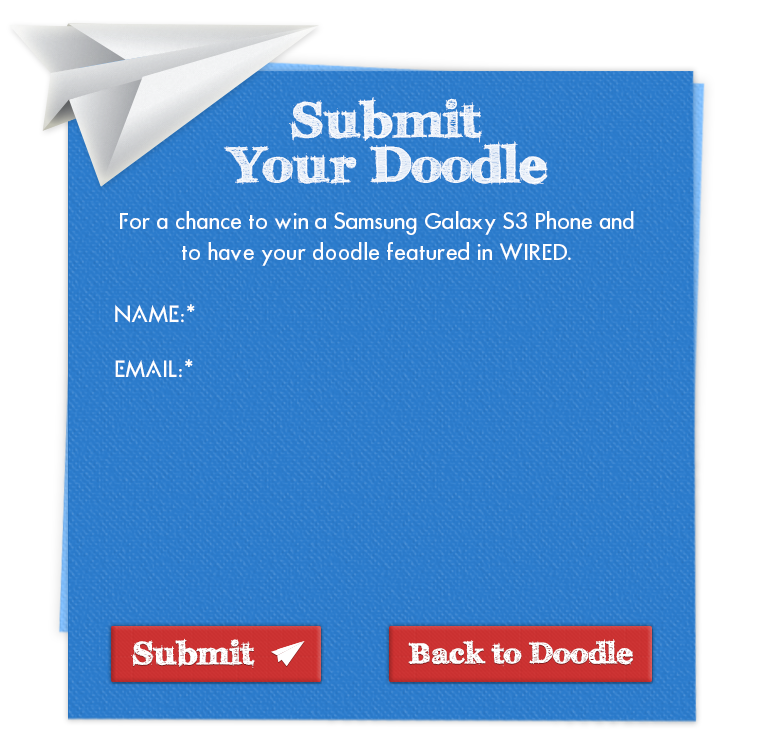 Submit
Your Doodle
For a chance to win a Samsung Galaxy S3 Phone and
to have your doodle featured in WIRED.
NAME:*
EMAIL:*
Submit
Back to Doodle